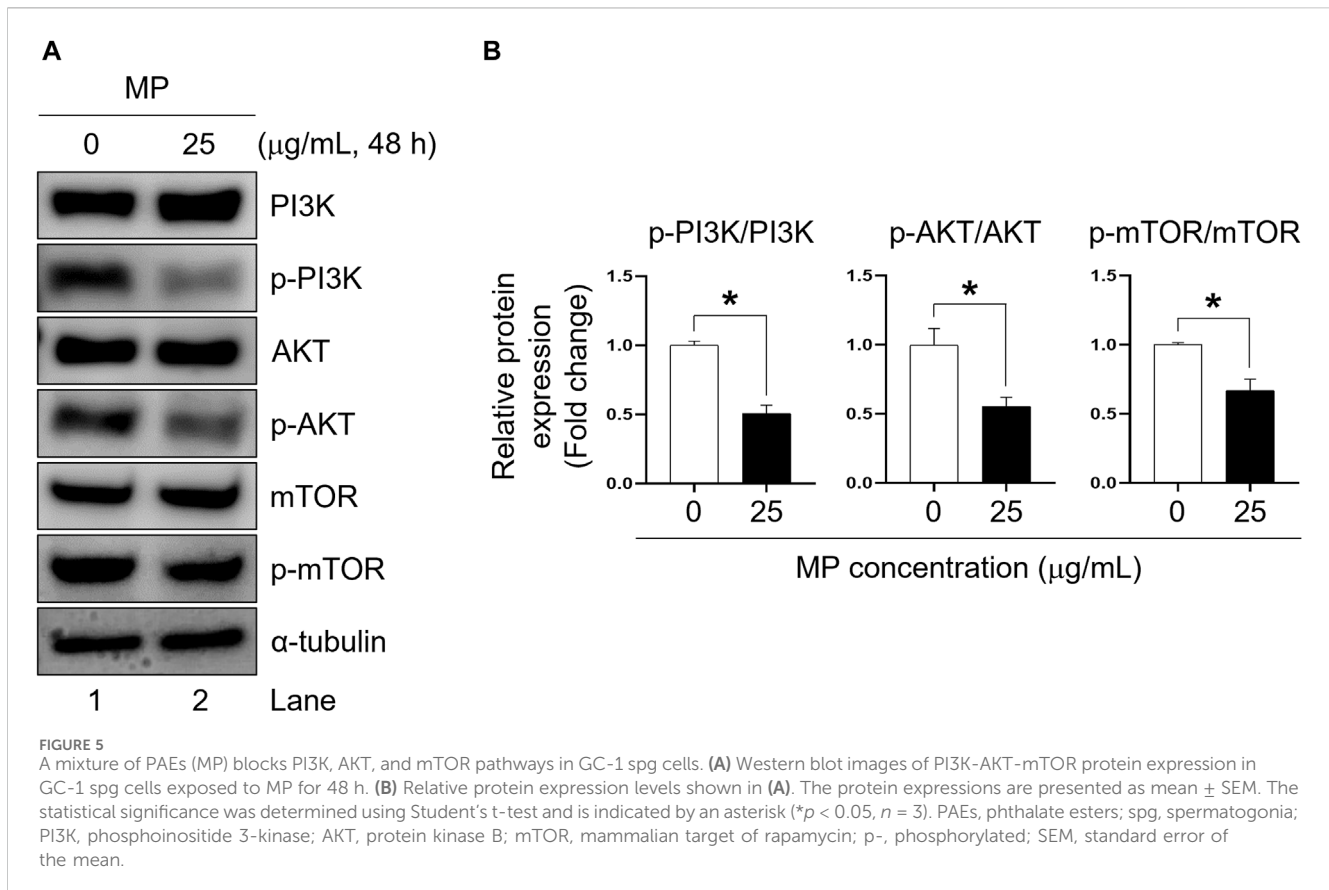 A
MP
0 25 (μg/mL, 48 h)
PI3K
p-PI3K
AKT
p-AKT
mTOR
p-mTOR
α-tubulin
1 2 Lane
B
Relative protein
expression
(Fold change)
p-PI3K/PI3K
1.5
1.0
0.5
0.0
*
0 25
p-AKT/AKT
1.5
1.0
0.5
0.0
*
0 25
p-mTOR/mTOR
1.5
1.0
0.5
0.0
*
0 25
MP concentration (μg/mL)
FIGURE 5
A mixture of PAEs (MP) blocks PI3K, AKT, and mTOR pathways in GC-1 spg cells. (A) Western blot images of PI3K-AKT-mTOR protein expression in
GC-1 spg cells exposed to MP for 48 h. (B) Relative protein expression levels shown in (A). The protein expressions are presented as mean ± SEM. The
statistical significance was determined using Student's t-test and is indicated by an asterisk (*p < 0.05, n = 3). PAEs, phthalate esters; spg, spermatogonia;
PI3K, phosphoinositide 3-kinase; AKT, protein kinase B; mTOR, mammalian target of rapamycin; p-, phosphorylated; SEM, standard error of
the mean.